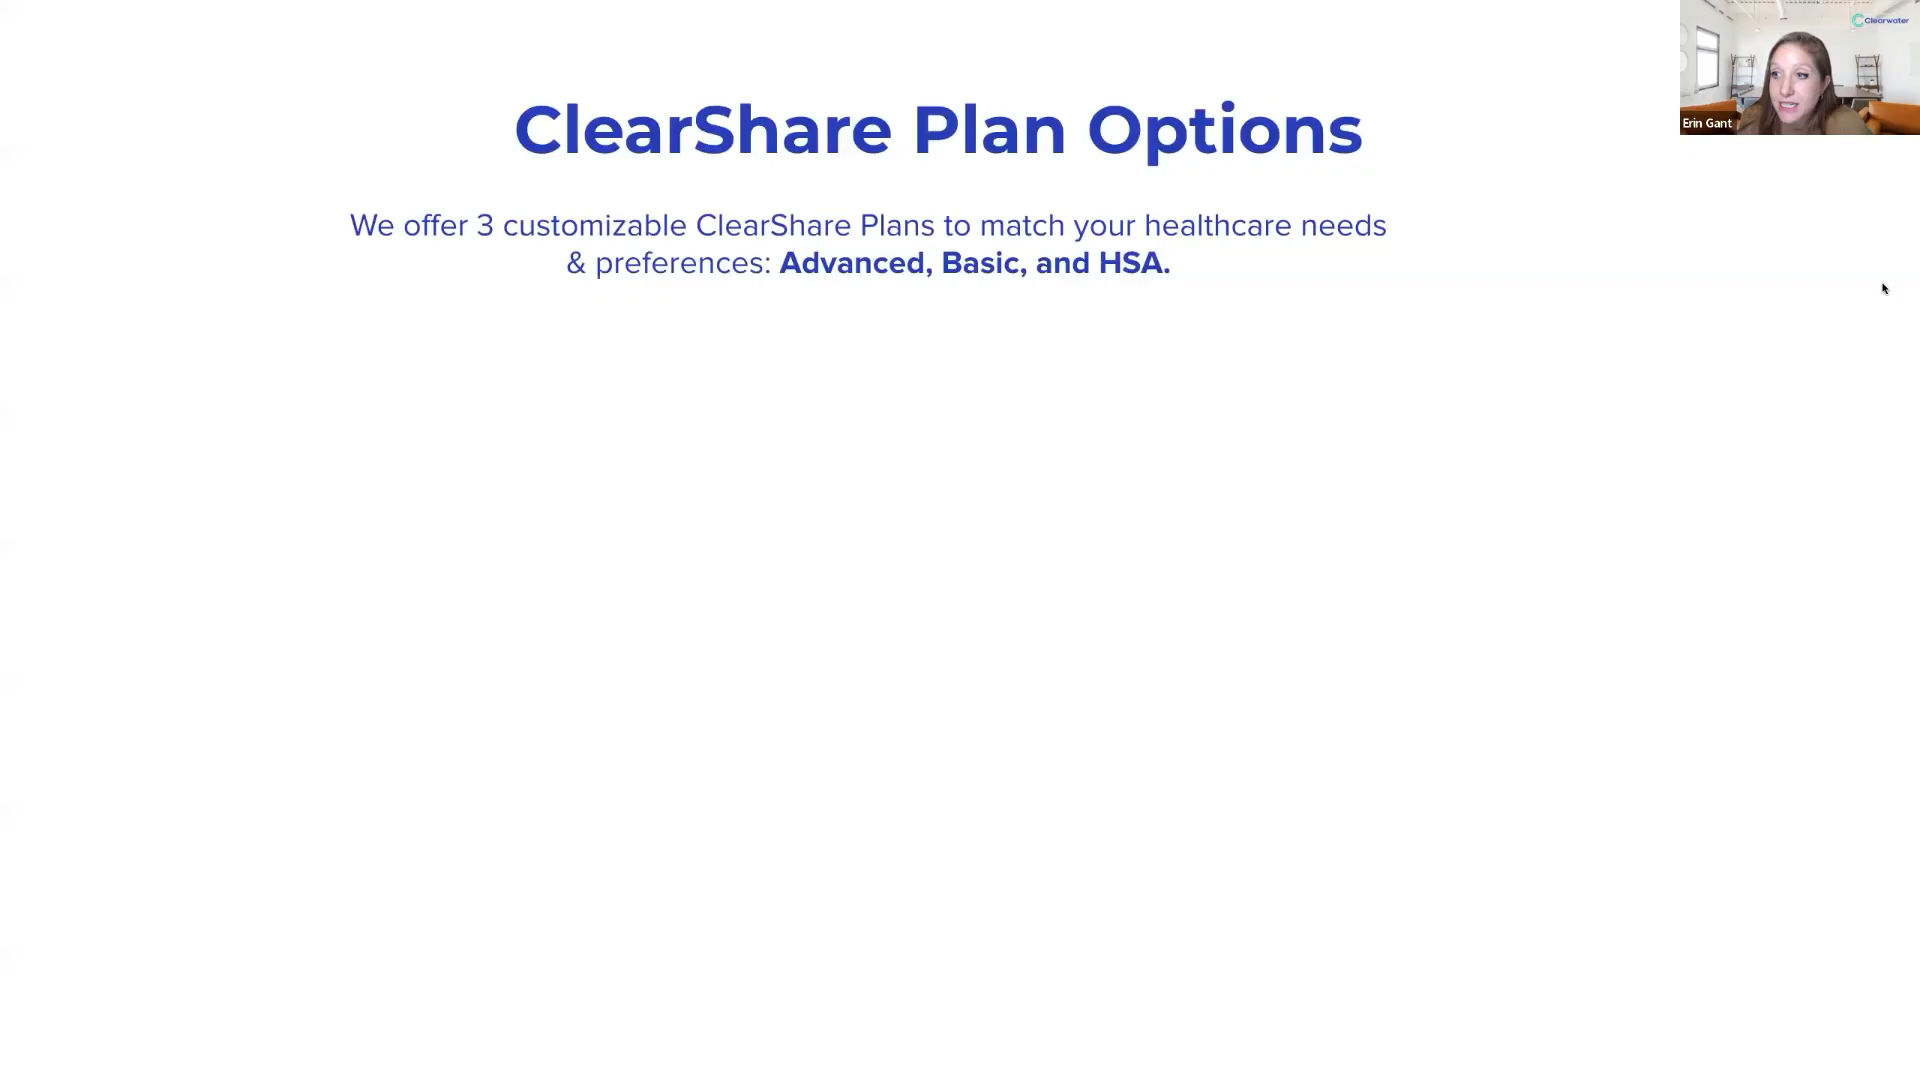 Clearwater
ClearShare Plan Options
Erin Gant
We offer 3 customizable ClearShare Plans to match your healthcare needs
& preferences: Advanced, Basic, and HSA.